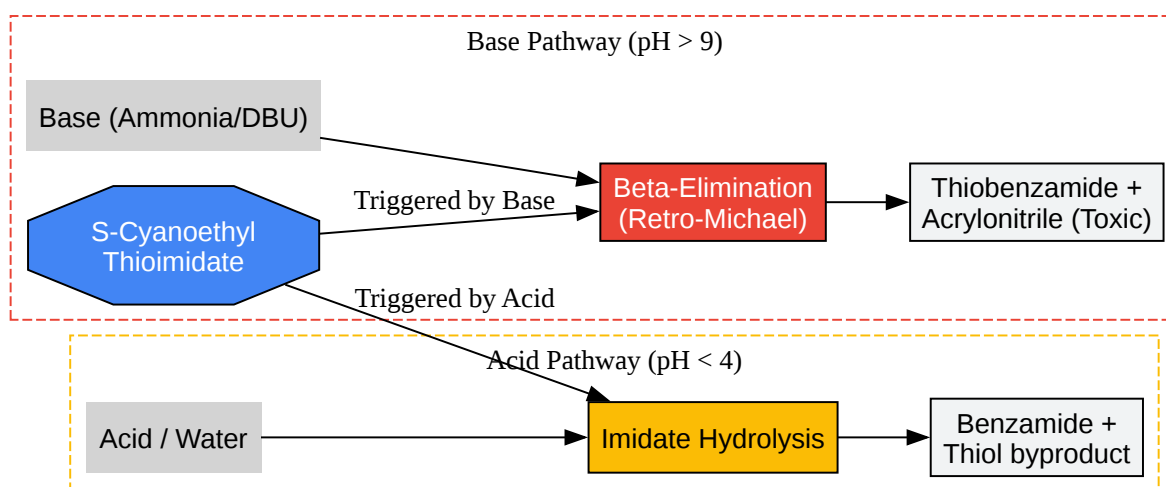 Base Pathway (pH > 9)
Base (Ammonia/DBU)
Triggered by Base
Beta-Elimination
(Retro-Michael)
Thiobenzamide +
Acrylonitrile (Toxic)
S-Cyanoethyl
Thioimidate
Triggered by Acid
Acid Pathway (pH < 4)
Acid / Water
Imidate Hydrolysis
Benzamide +
Thiol byproduct